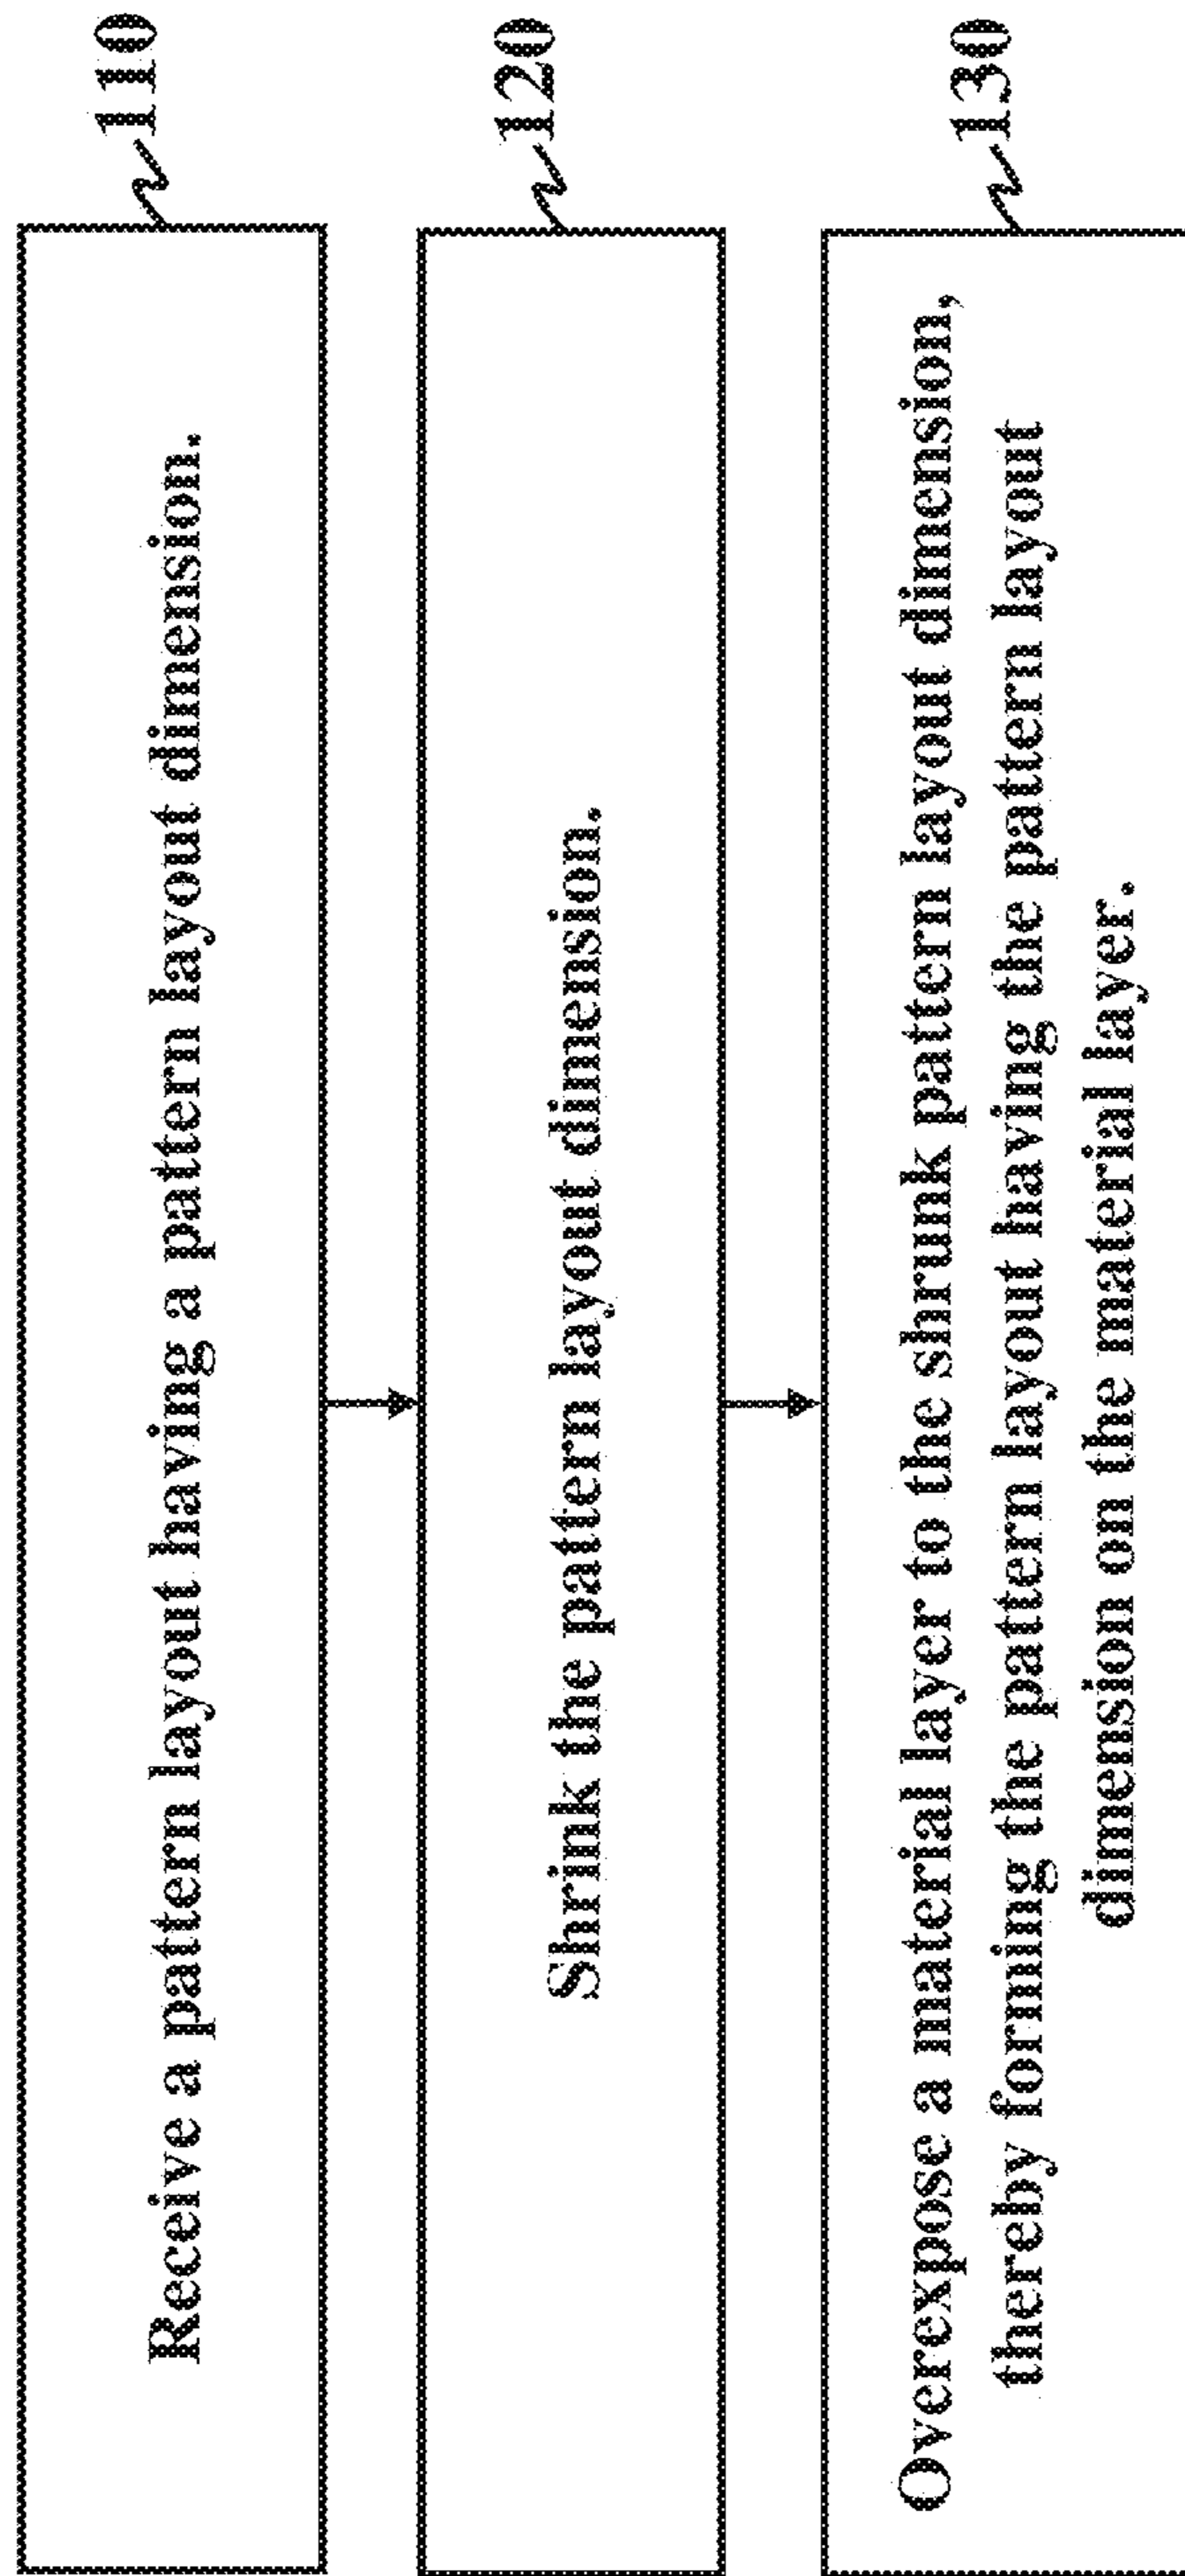 Receive a pattern layout having a pattern layout dimension.
110
Shrink the pattern layout dimension.
120
Overexpose a material layer to the shrunk pattern layout dimension,
thereby forming the pattern layout having the pattern layout
dimension on the material layer.
130